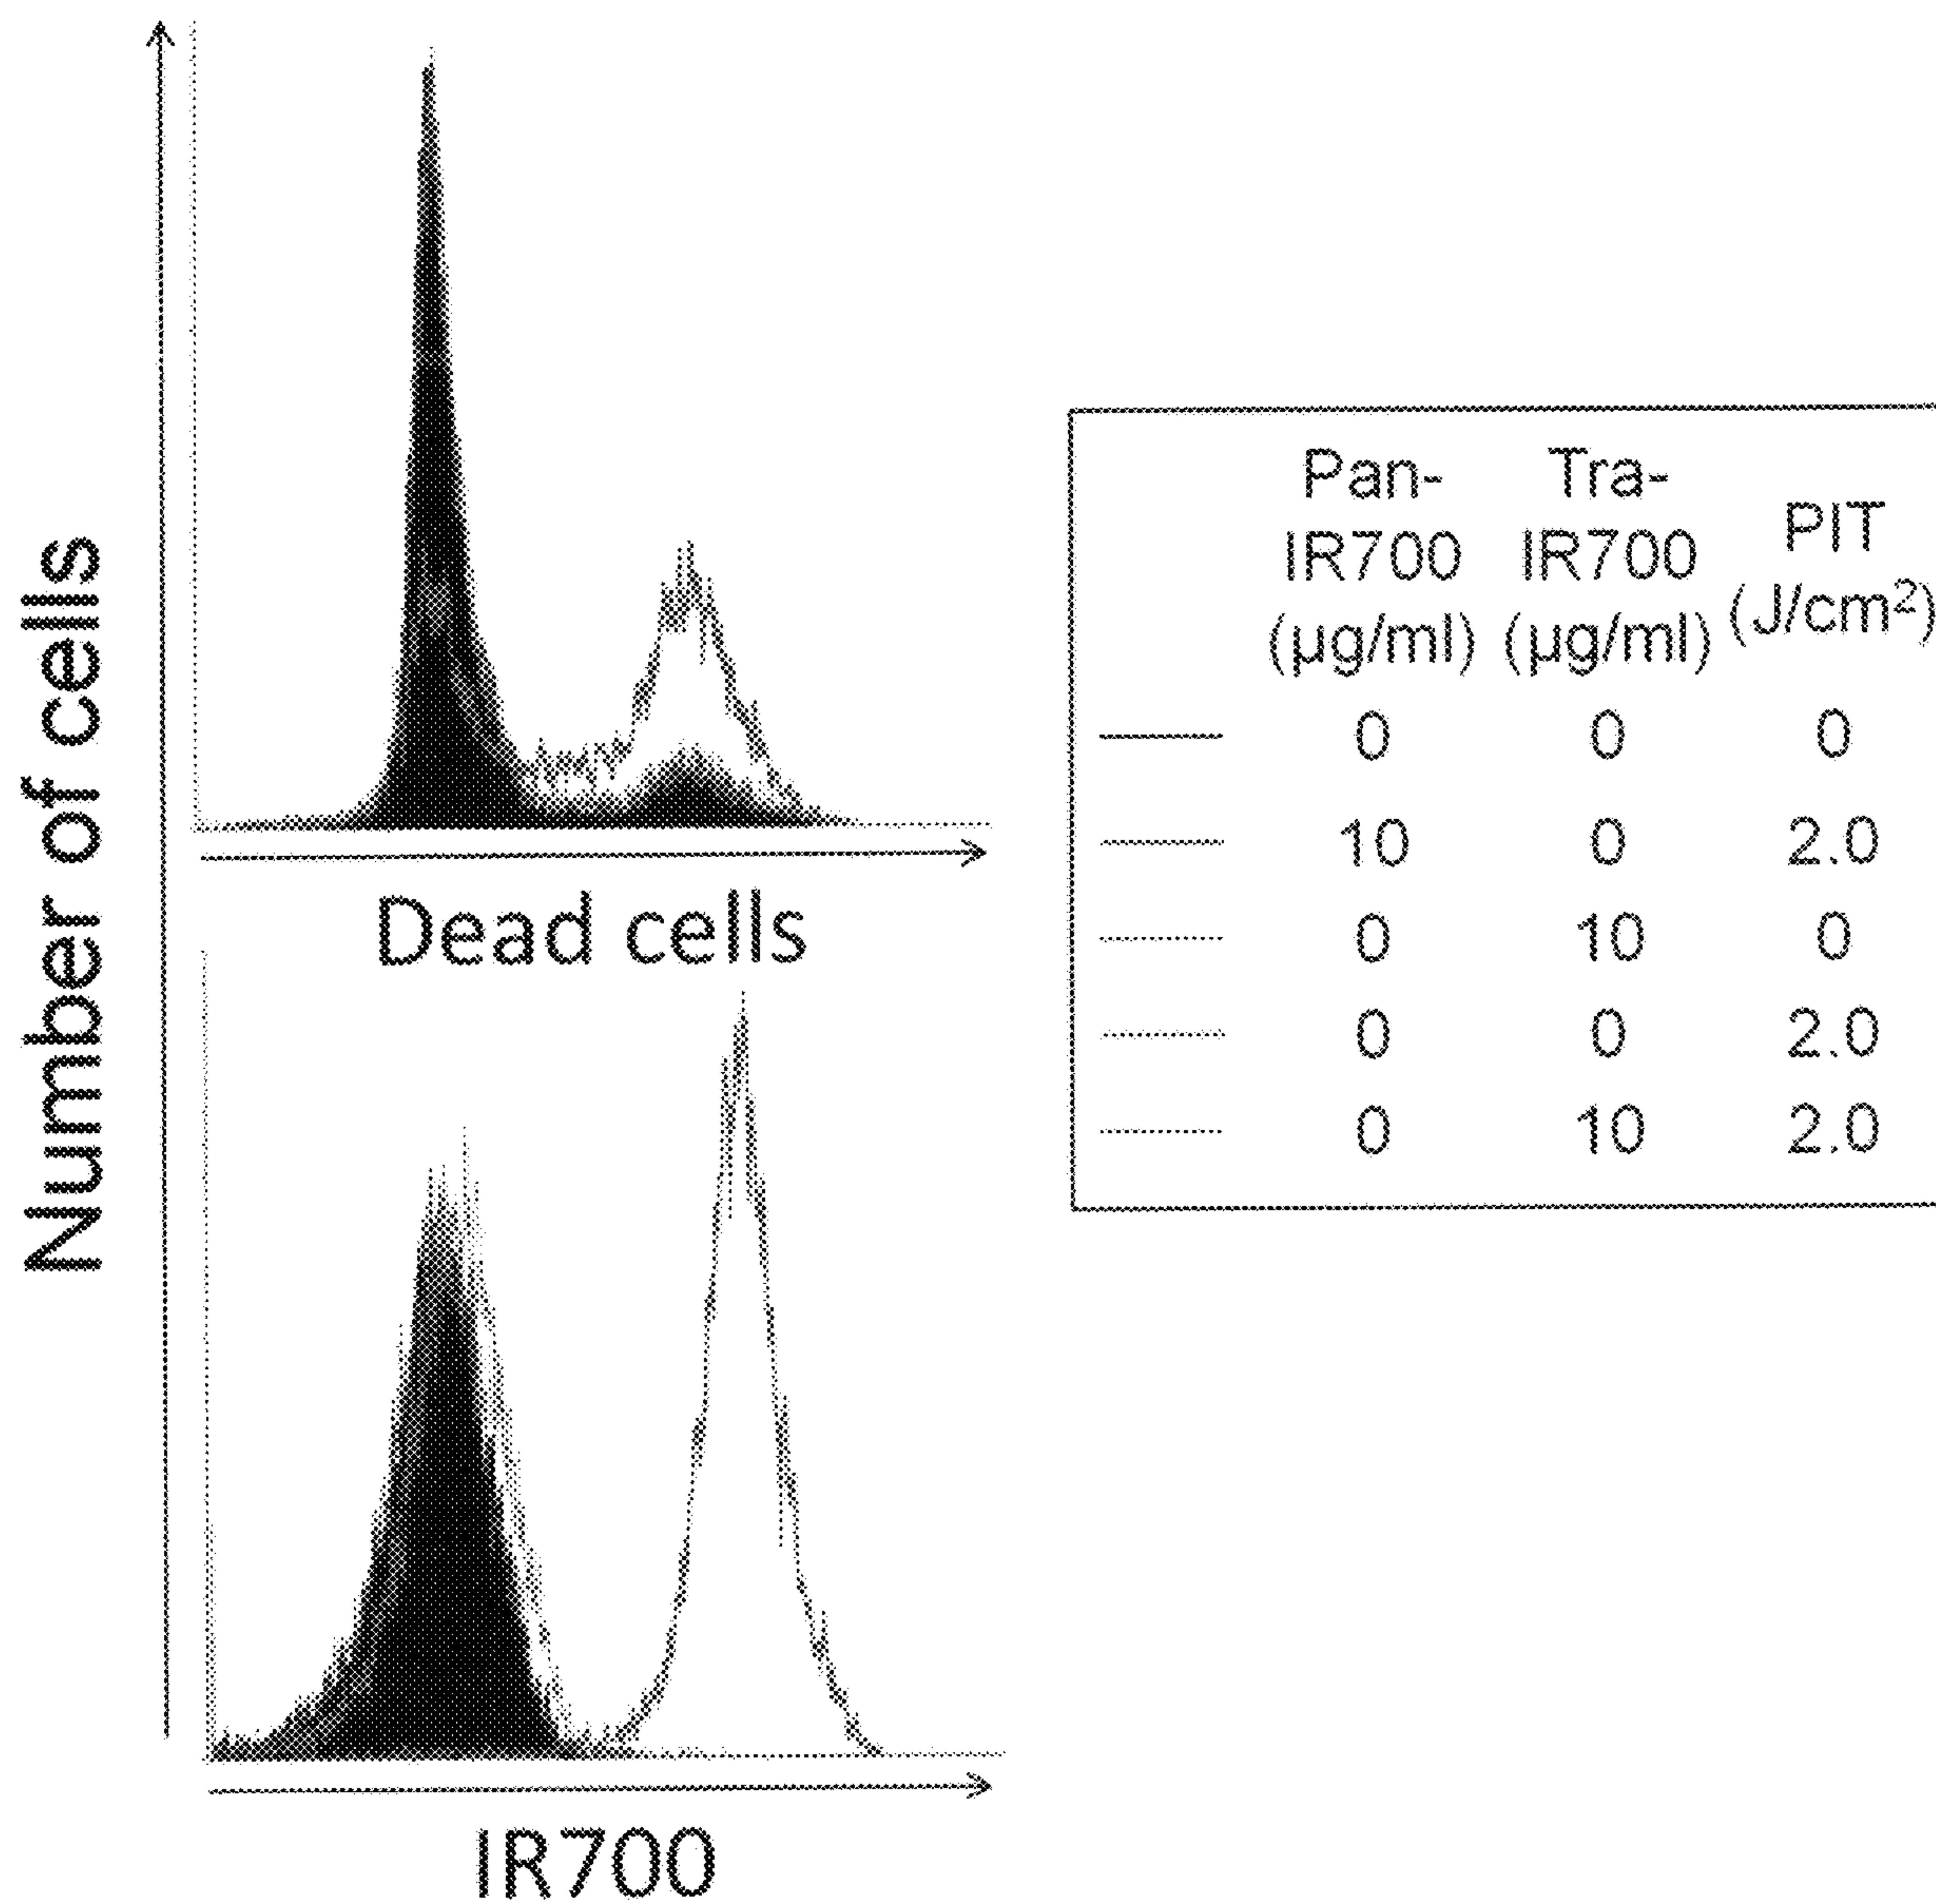 Number of cells
Dead cells
IR700
Pan-
IR700
(µg/ml)
Tra-
IR700
(µg/ml)
PIT
(J/cm²)
0 0 0
10 0 2.0
0 10 0
0 0 2.0
0 10 2.0